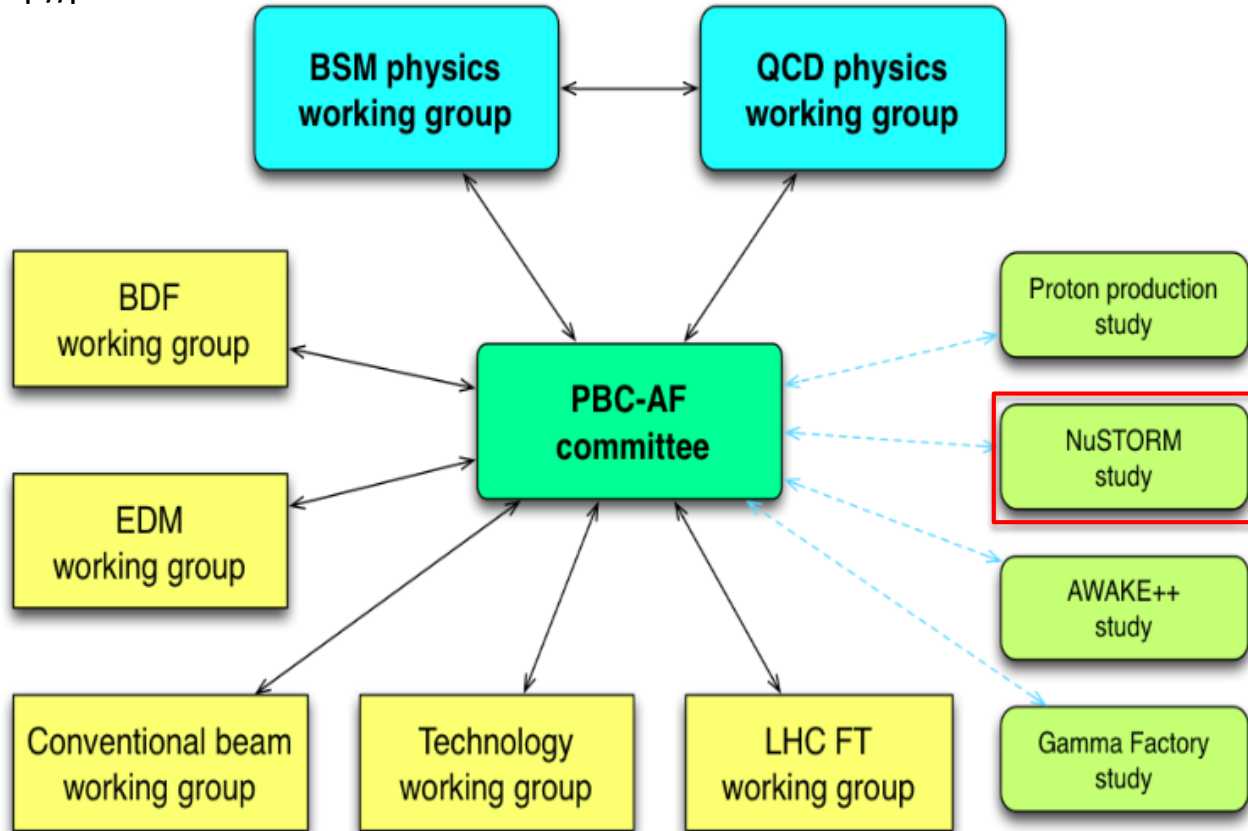 BSM physics
working group
QCD physics
working group
BDF
working group
Proton production
study
PBC-AF
committee
NuSTORM
study
EDM
working group
AWAKE++
study
Conventional beam
working group
Technology
working group
LHC FT
working group
Gamma Factory
study